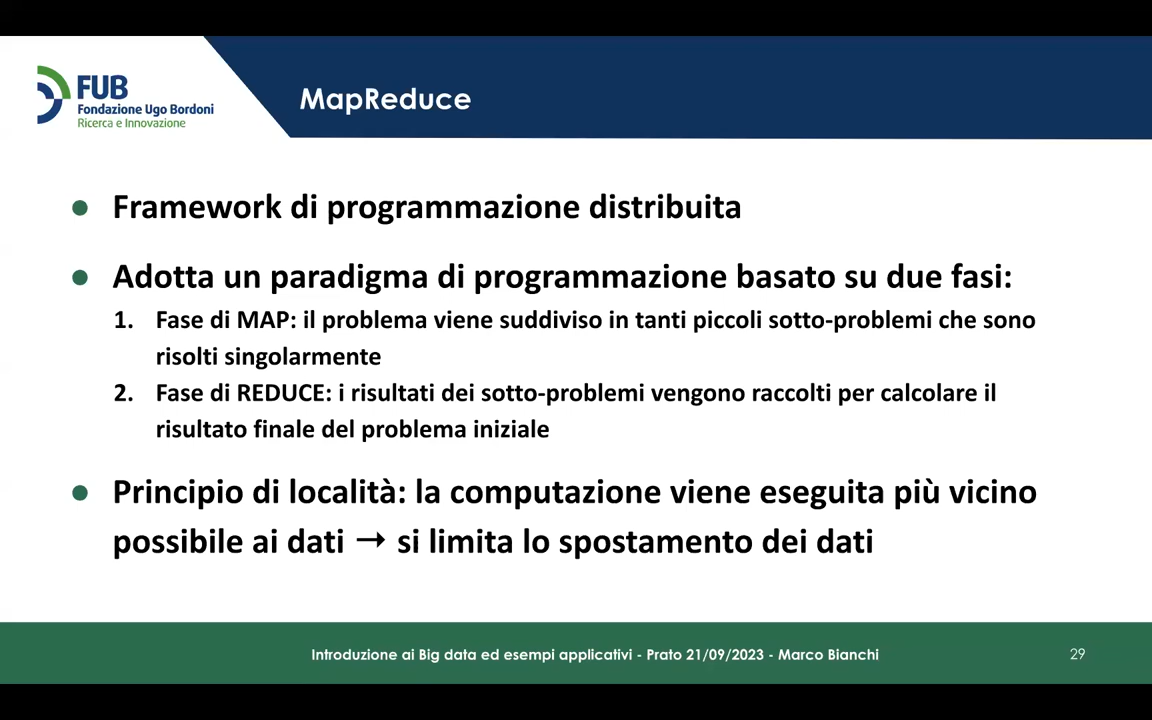 FUB
Fondazione Ugo Bordoni
Ricerca e Innovazione
MapReduce
● Framework di programmazione distribuita
● Adotta un paradigma di programmazione basato su due fasi:
1. Fase di MAP: il problema viene suddiviso in tanti piccoli sotto-problemi che sono
risolti singolarmente
2. Fase di REDUCE: i risultati dei sotto-problemi vengono raccolti per calcolare il
risultato finale del problema iniziale
● Principio di località: la computazione viene eseguita più vicino
possibile ai dati → si limita lo spostamento dei dati
Introduzione ai Big data ed esempi applicativi - Prato 21/09/2023 - Marco Bianchi
29